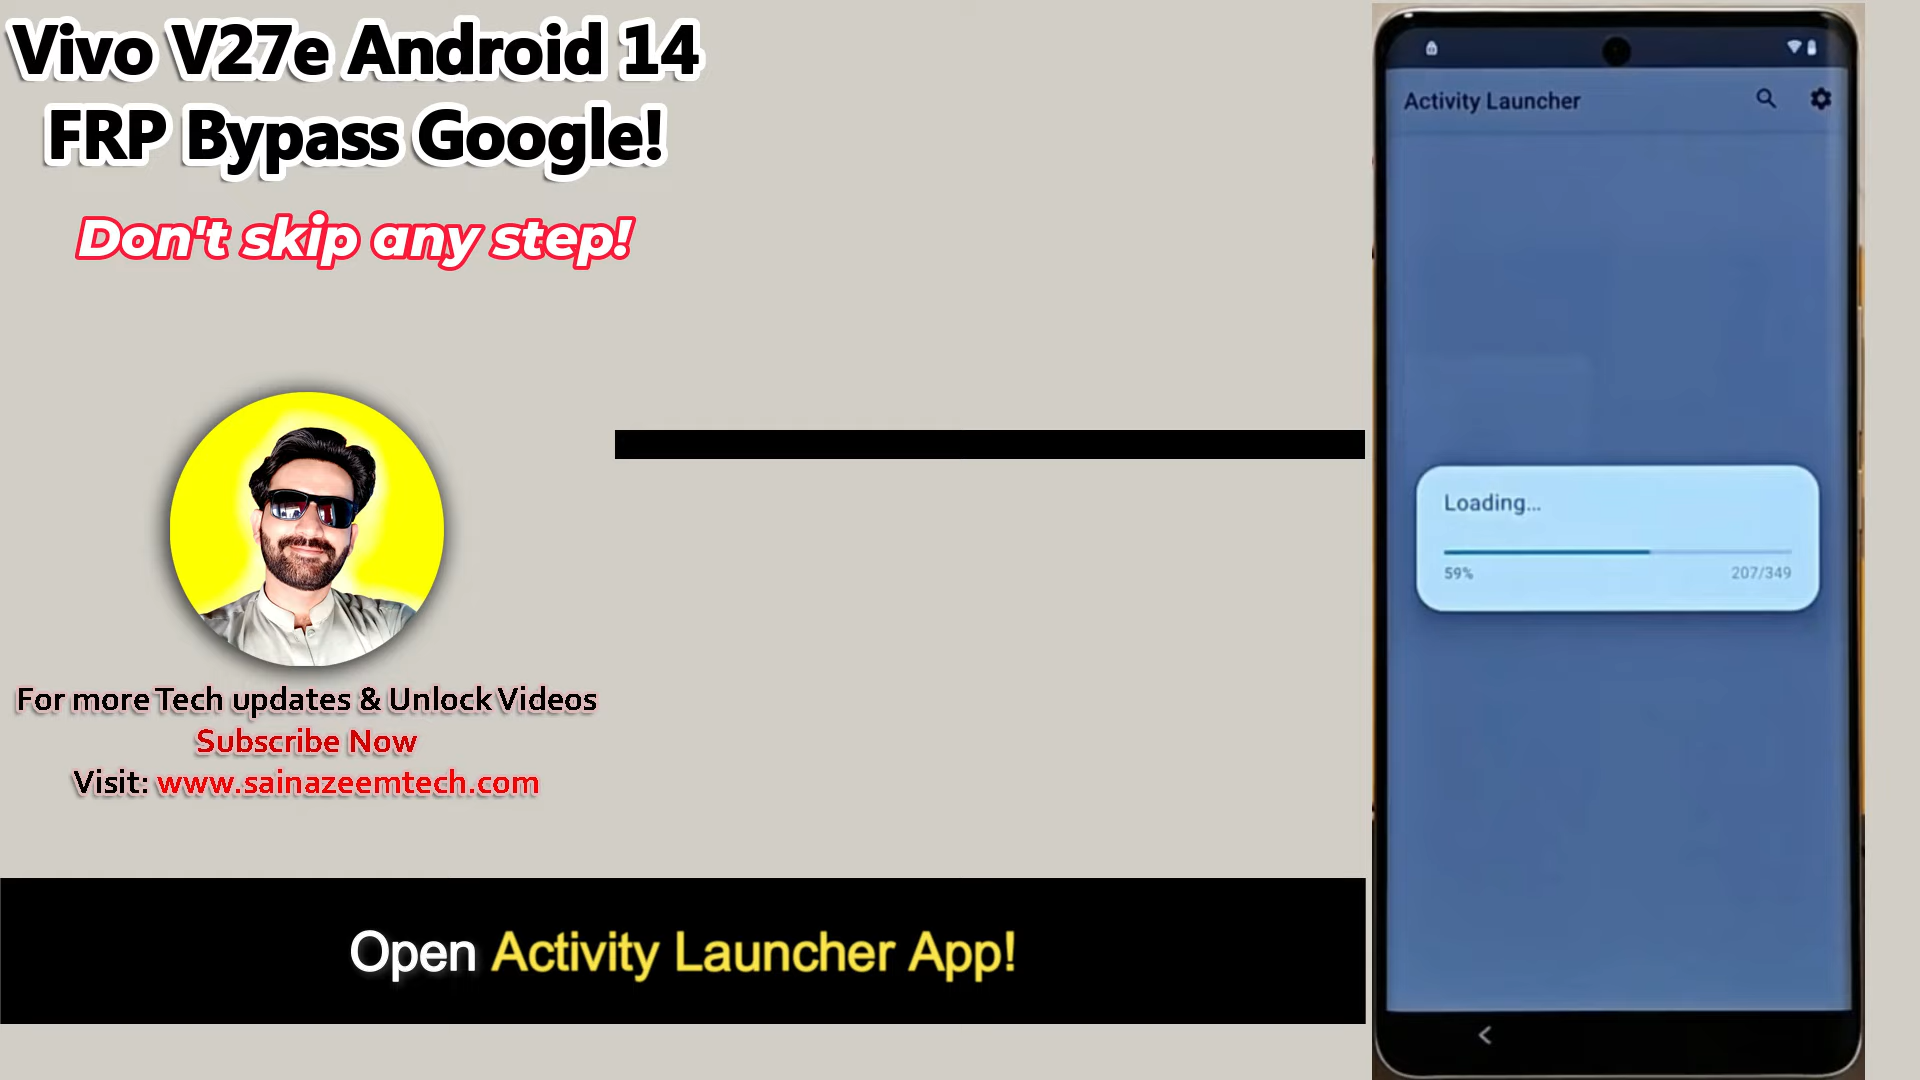 Vivo V27e Android 14
FRP Bypass Google!
Don't skip any step!
For more Tech updates & Unlock Videos
Subscribe Now
Visit: www.sainazeemtech.com
Open Activity Launcher App!
Activity Launcher
Loading...
59%
207/349